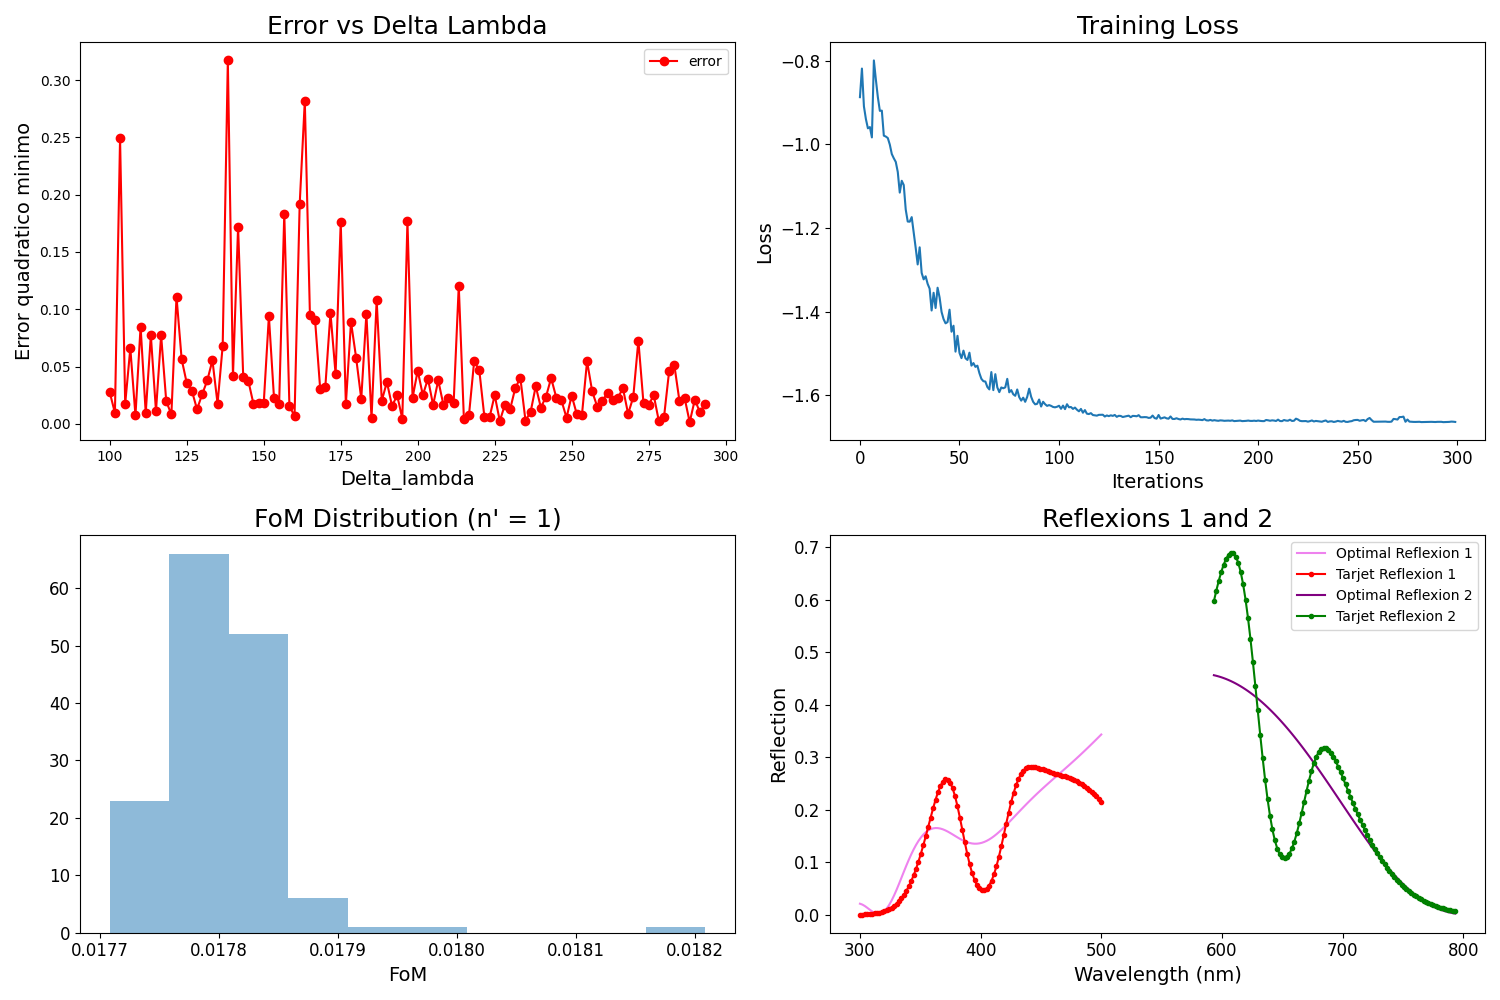 Error vs Delta Lambda
error
Error quadratico minimo
0.30
0.25
0.20
0.15
0.10
0.05
0.00
100 125 150 175 200 225 250 275 300
Delta_lambda
Training Loss
Loss
−0.8
−1.0
−1.2
−1.4
−1.6
0 50 100 150 200 250 300
Iterations
FoM Distribution (n' = 1)
60
50
40
30
20
10
0
0.0177 0.0178 0.0179 0.0180 0.0181 0.0182
FoM
Reflexions 1 and 2
Optimal Reflexion 1
Tarjet Reflexion 1
Optimal Reflexion 2
Tarjet Reflexion 2
Reflection
0.7
0.6
0.5
0.4
0.3
0.2
0.1
0.0
300 400 500 600 700 800
Wavelength (nm)